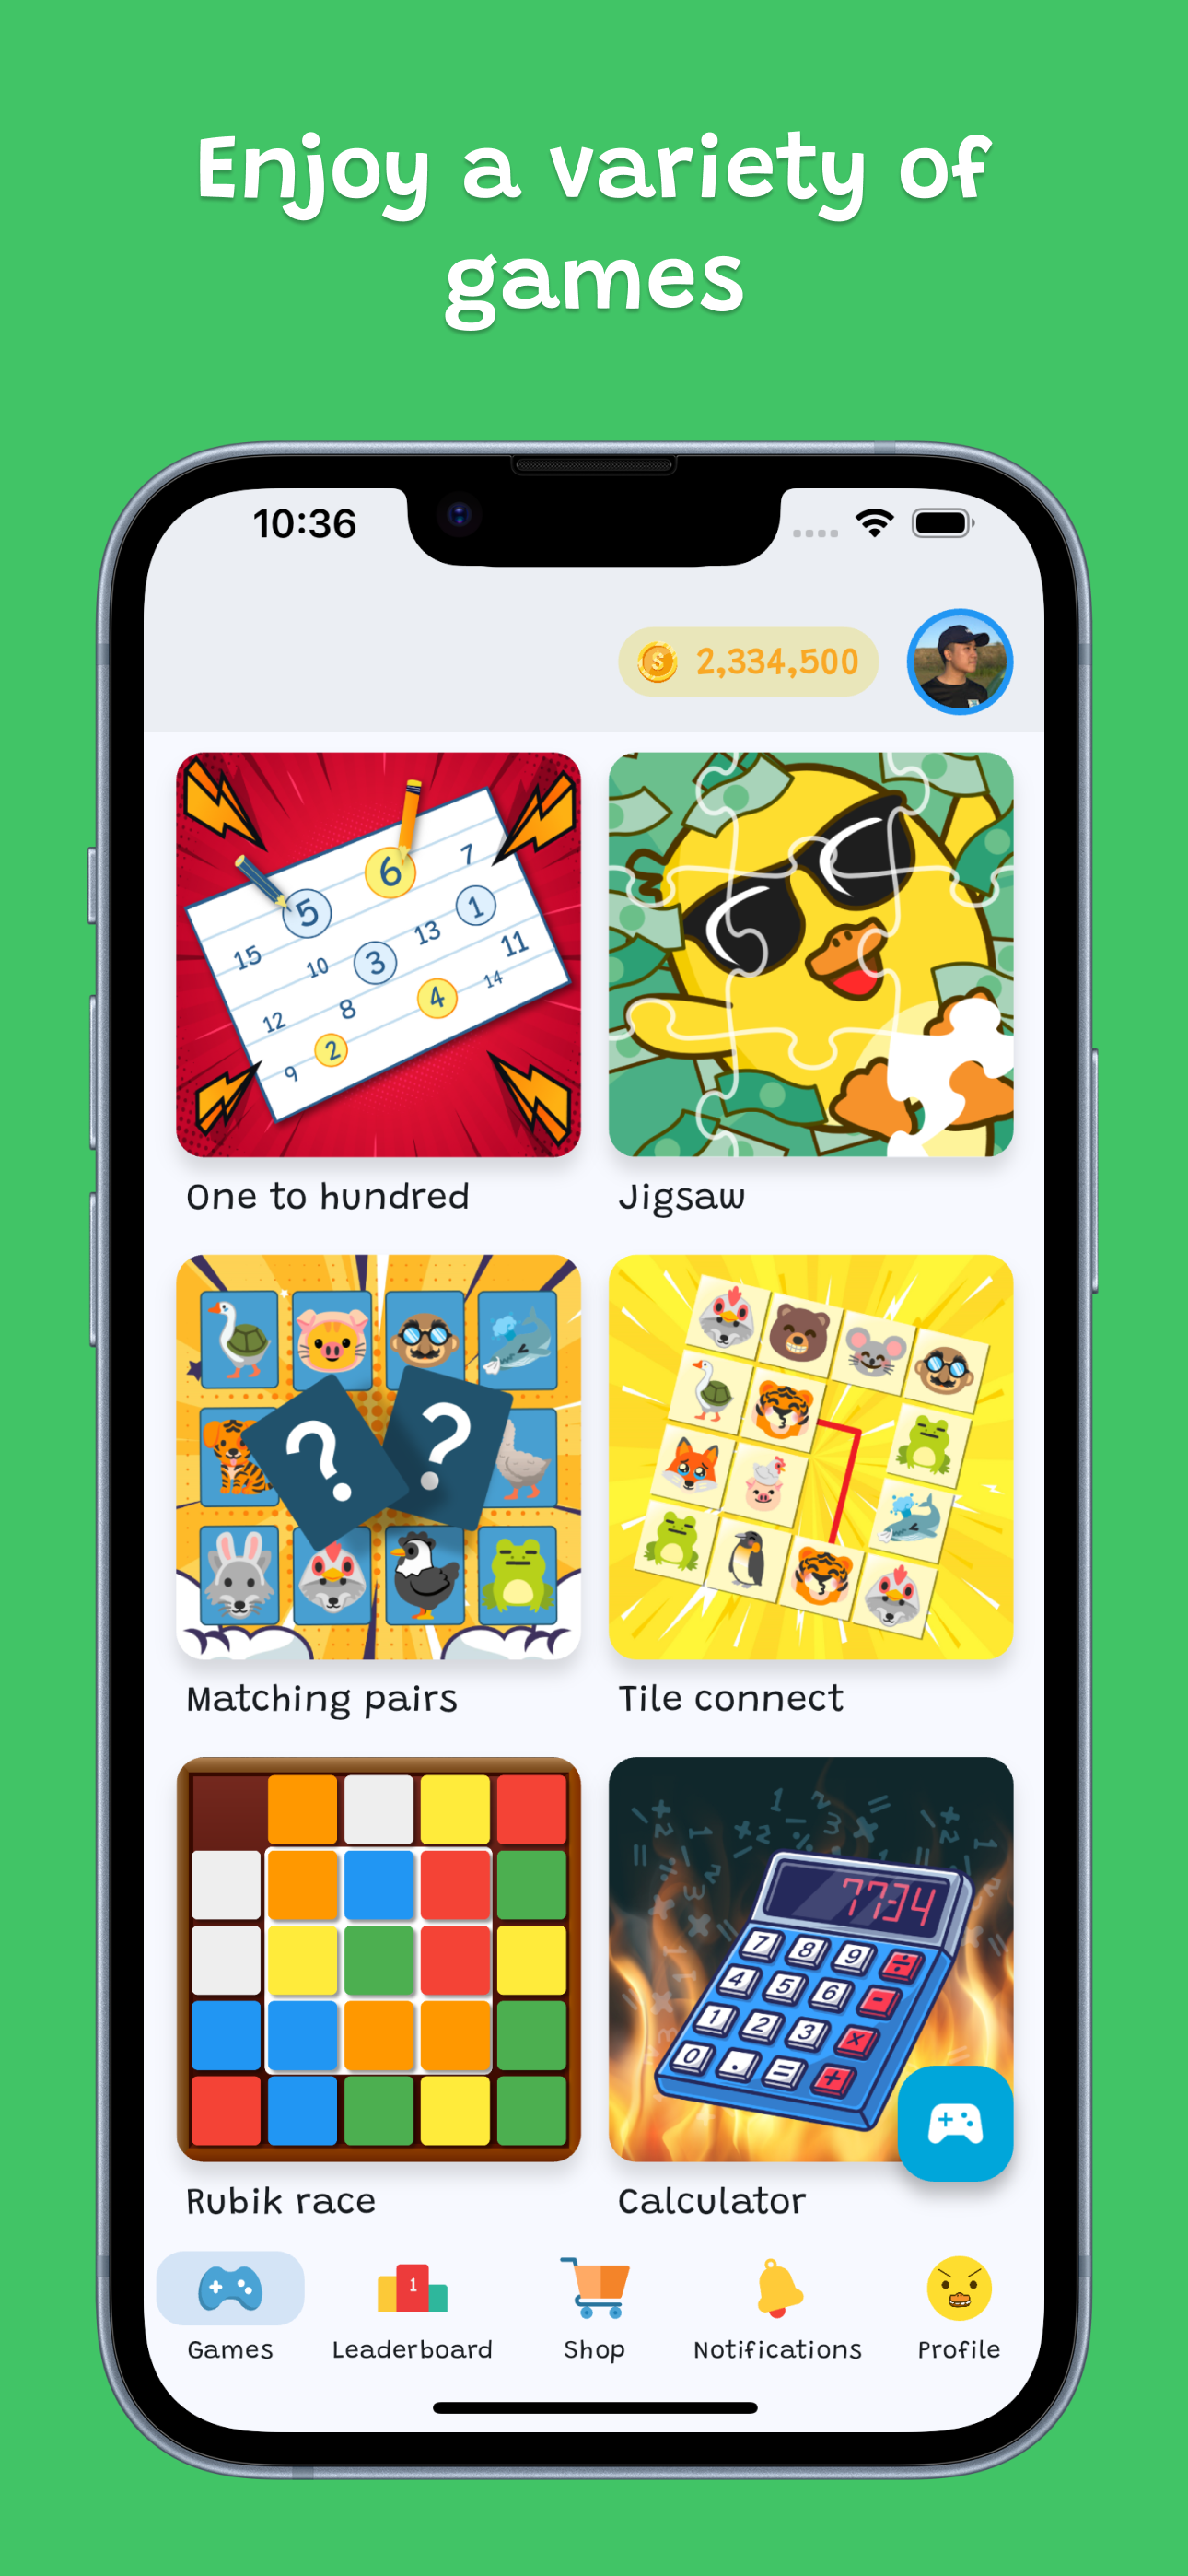 Enjoy a variety of
games
10:36
$ 2,334,500
5 6 7
15 10 3 13 1
12 8 4 14 11
9 2
One to hundred
Jigsaw
? ?
Matching pairs
Tile connect
7734
7 8 9 ÷
4 5 6 -
1 2 3 ×
0 . = +
Rubik race
Calculator
1
Games
Leaderboard
Shop
Notifications
Profile